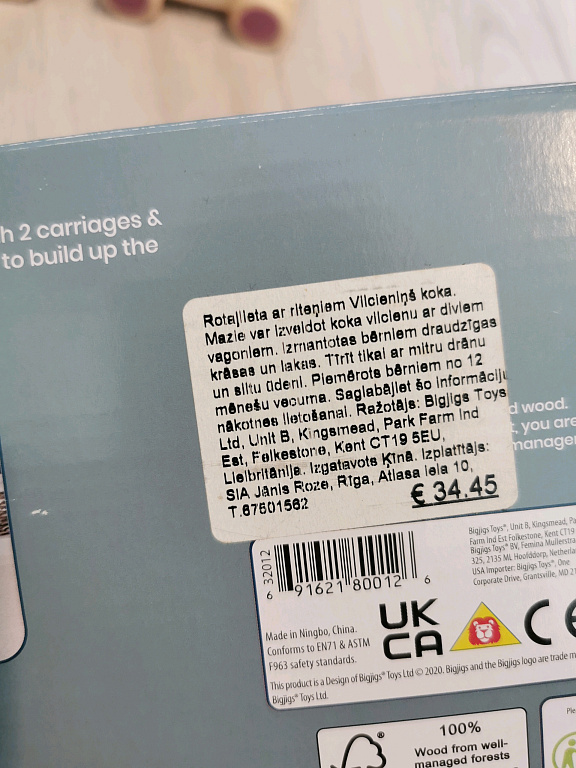 h 2 carriages &
to build up the
Rotaļlieta ar riteņiem Vilcieniņš koka.
Mazie var izveidot koka vilcienu ar diviem
vagoniem. Izmantotas bērniem draudzīgas
krāsas un lakas. Tīrīt tikai ar mitru drānu
un siltu ūdeni. Piemērots bērniem no 12
mēnešu vecuma. Saglabājiet šo informāciju
nākotnes lietošanai. Ražotājs: Bigjigs Toys
Ltd, Unit B, Kingsmead, Park Farm Ind
Est, Folkestone, Kent CT19 5EU,
Lielbritānija. Izgatavots Ķīnā. Izplatītājs:
SIA Jānis Roze, Rīga, Atlasa iela 10,
T.67501562
€ 34.45
d wood.
t, you are
manager
32012
6 91621 80012 6
Made in Ningbo, China.
Conforms to EN71 & ASTM
F963 safety standards.
UK
CA
CE
Bigjigs Toys®, Unit B, Kingsmead, Pa
Farm Ind Est Folkestone, Kent CT19
Bigjigs Toys® BV, Femina Mullerstra
325, 2135 ML Hoofddorp, Netherl
USA Importer: Bigjigs Toys®, One
Corporate Drive, Grantsville, MD 21
This product is a Design of Bigjigs® Toys Ltd © 2020. Bigjigs and the Bigjigs logo are trade m
Bigjigs® Toys Ltd.
100%
Wood from well-
managed forests
Ple